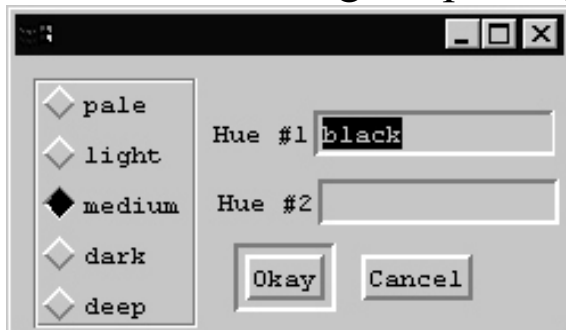 pale
light
medium
dark
deep
Hue #1 black
Hue #2
Okay Cancel